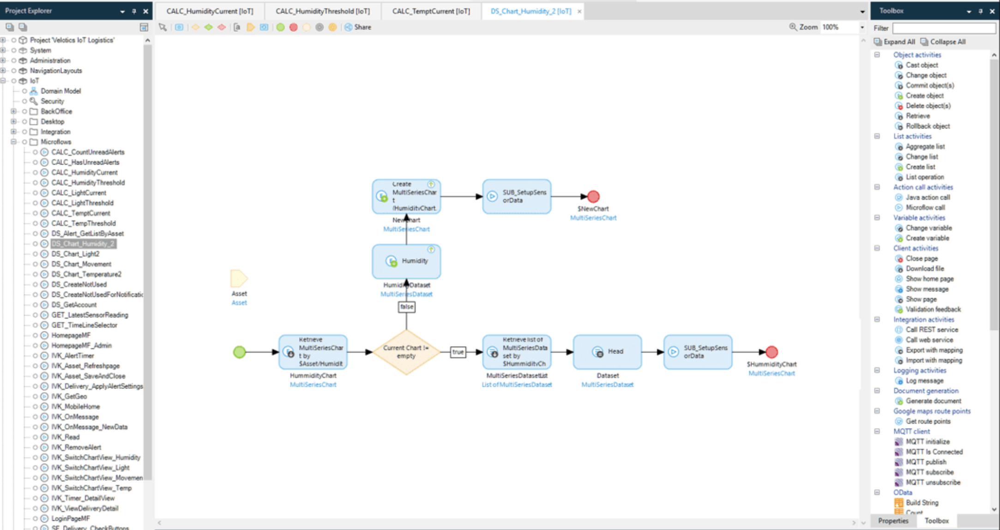 Project Explorer
Project 'Velotics IoT Logistics'
System
Administration
NavigationLayouts
IoT
Domain Model
Security
BackOffice
Desktop
Integration
Microflows
CALC_CountUnreadAlerts
CALC_HasUnreadAlerts
CALC_HumidityCurrent
CALC_HumidityThreshold
CALC_LightCurrent
CALC_LightThreshold
CALC_TemptCurrent
CALC_TempThreshold
DS_Alert_GetListByAsset
DS_Chart_Humidity_2
DS_Chart_Light2
DS_Chart_Movement
DS_Chart_Temperature2
DS_CreateNotUsed
DS_CreateNotUsedForNotificatic
DS_GetAccount
GET_LatestSensorReading
GET_TimeLineSelector
HomepageMF
HomepageMF_Admin
IVK_AlertTimer
IVK_Asset_Refreshpage
IVK_Asset_SaveAndClose
IVK_Delivery_ApplyAlertSettings
IVK_GetGeo
IVK_MobileHome
IVK_OnMessage
IVK_OnMessage_NewData
IVK_Read
IVK_RemoveAlert
IVK_SwitchChartView_Humidity
IVK_SwitchChartView_Light
IVK_SwitchChartView_Movemen
IVK_SwitchChartView_Temp
IVK_Timer_DetailView
IVK_ViewDeliveryDetail
LoginPageMF
SF_Delivery_CheckButtons
CALC_HumidityCurrent [IoT]
CALC_HumidityThreshold [IoT]
CALC_TemptCurrent [IoT]
DS_Chart_Humidity_2 [IoT]
Share
Zoom 100%
Create
MultiSeriesChar
t
(HumidityChart.
NewChart
MultiSeriesChart
SUB_SetupSens
orData
$NewChart
MultiSeriesChart
Humidity
HumidityDataset
MultiSeriesDataset
false
Asset
Asset
Retrieve
MultiSeriesChar
t by
$Asset/Humidit
HummidityChart
MultiSeriesChart
Current Chart !=
empty
true
Retrieve list of
MultiSeriesData
set by
$HummidityCh
MultiSeriesDatasetList
List of MultiSeriesDataset
Head
Dataset
MultiSeriesDataset
SUB_SetupSens
orData
$HummidityChart
MultiSeriesChart
Toolbox
Filter
Expand All Collapse All
Object activities
Cast object
Change object
Commit object(s)
Create object
Delete object(s)
Retrieve
Rollback object
List activities
Aggregate list
Change list
Create list
List operation
Action call activities
Java action call
Microflow call
Variable activities
Change variable
Create variable
Client activities
Close page
Download file
Show home page
Show message
Show page
Validation feedback
Integration activities
Call REST service
Call web service
Export with mapping
Import with mapping
Logging activities
Log message
Document generation
Generate document
Google maps route points
Get route points
MQTT client
MQTT initialize
MQTT Is Connected
MQTT publish
MQTT subscribe
MQTT unsubscribe
OData
Build String
Count
Properties Toolbox